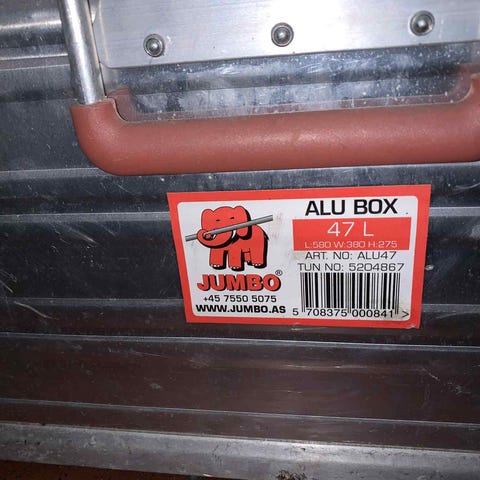 ALU BOX
47 L
L:580 W:380 H:275
ART. NO: ALU47
TUN NO: 5204867
JUMBO®
+45 7550 5075
WWW.JUMBO.AS
5 708375 000841 >